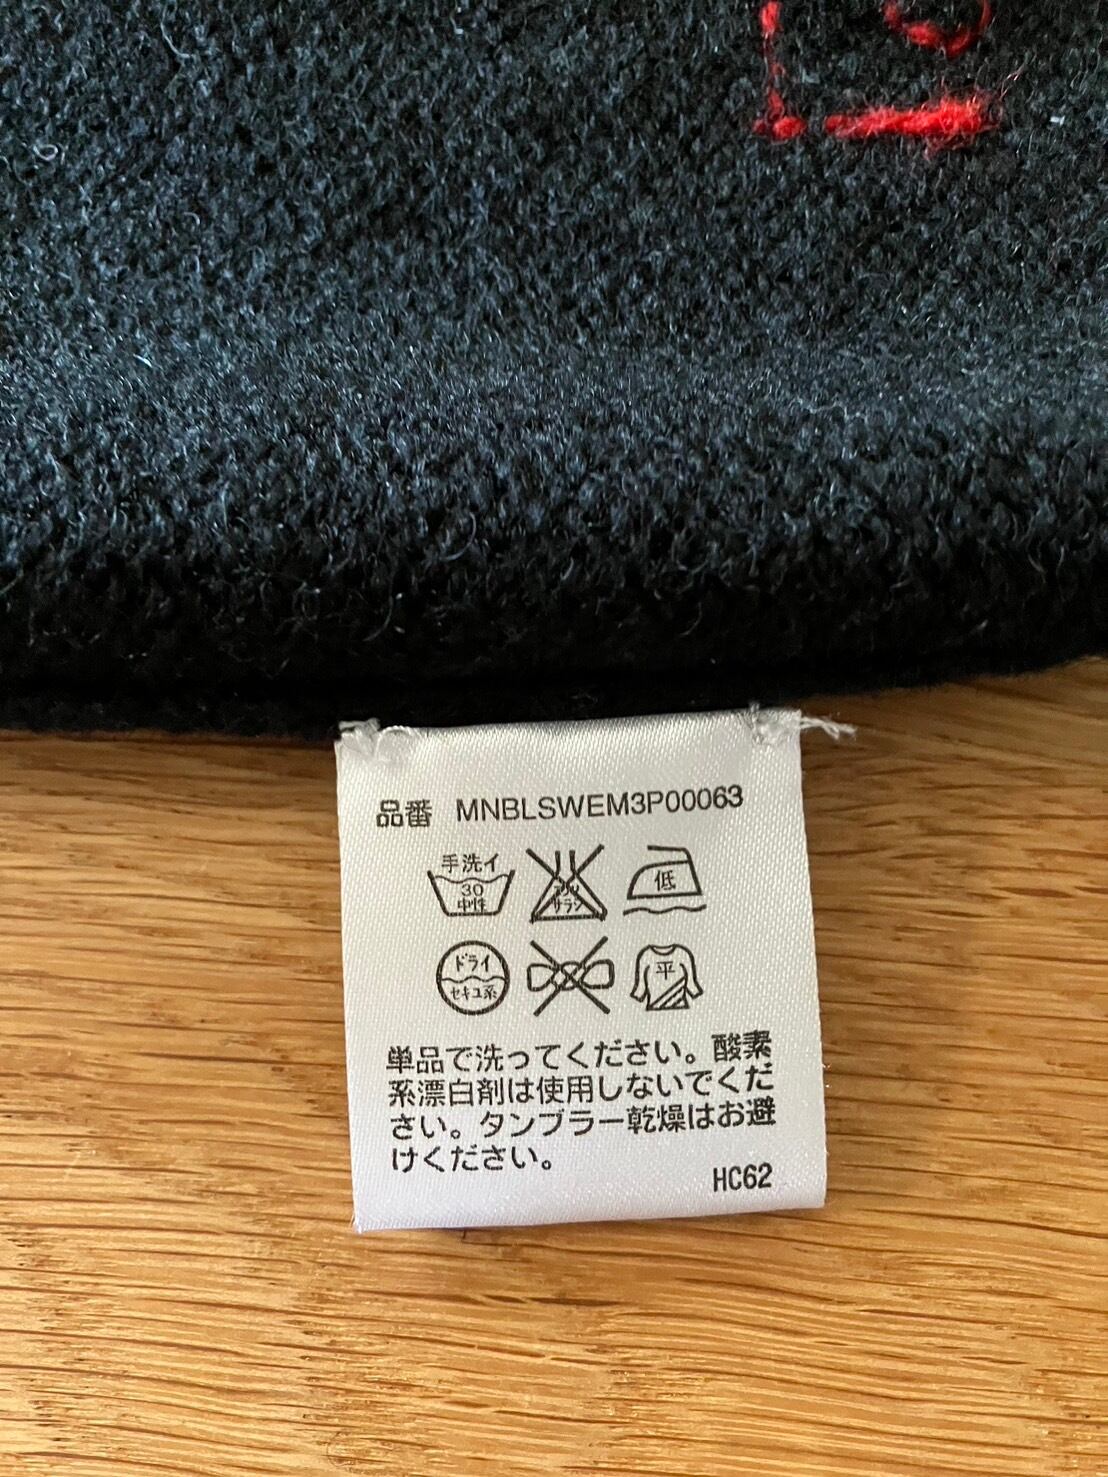 品番 MNBLSWEM3P00063
手洗イ
30
中性
エンソ
サラシ
低
ドライ
セキユ系
平
単品で洗ってください。酸素
系漂白剤は使用しないでくだ
さい。タンブラー乾燥はお避
けください。
HC62